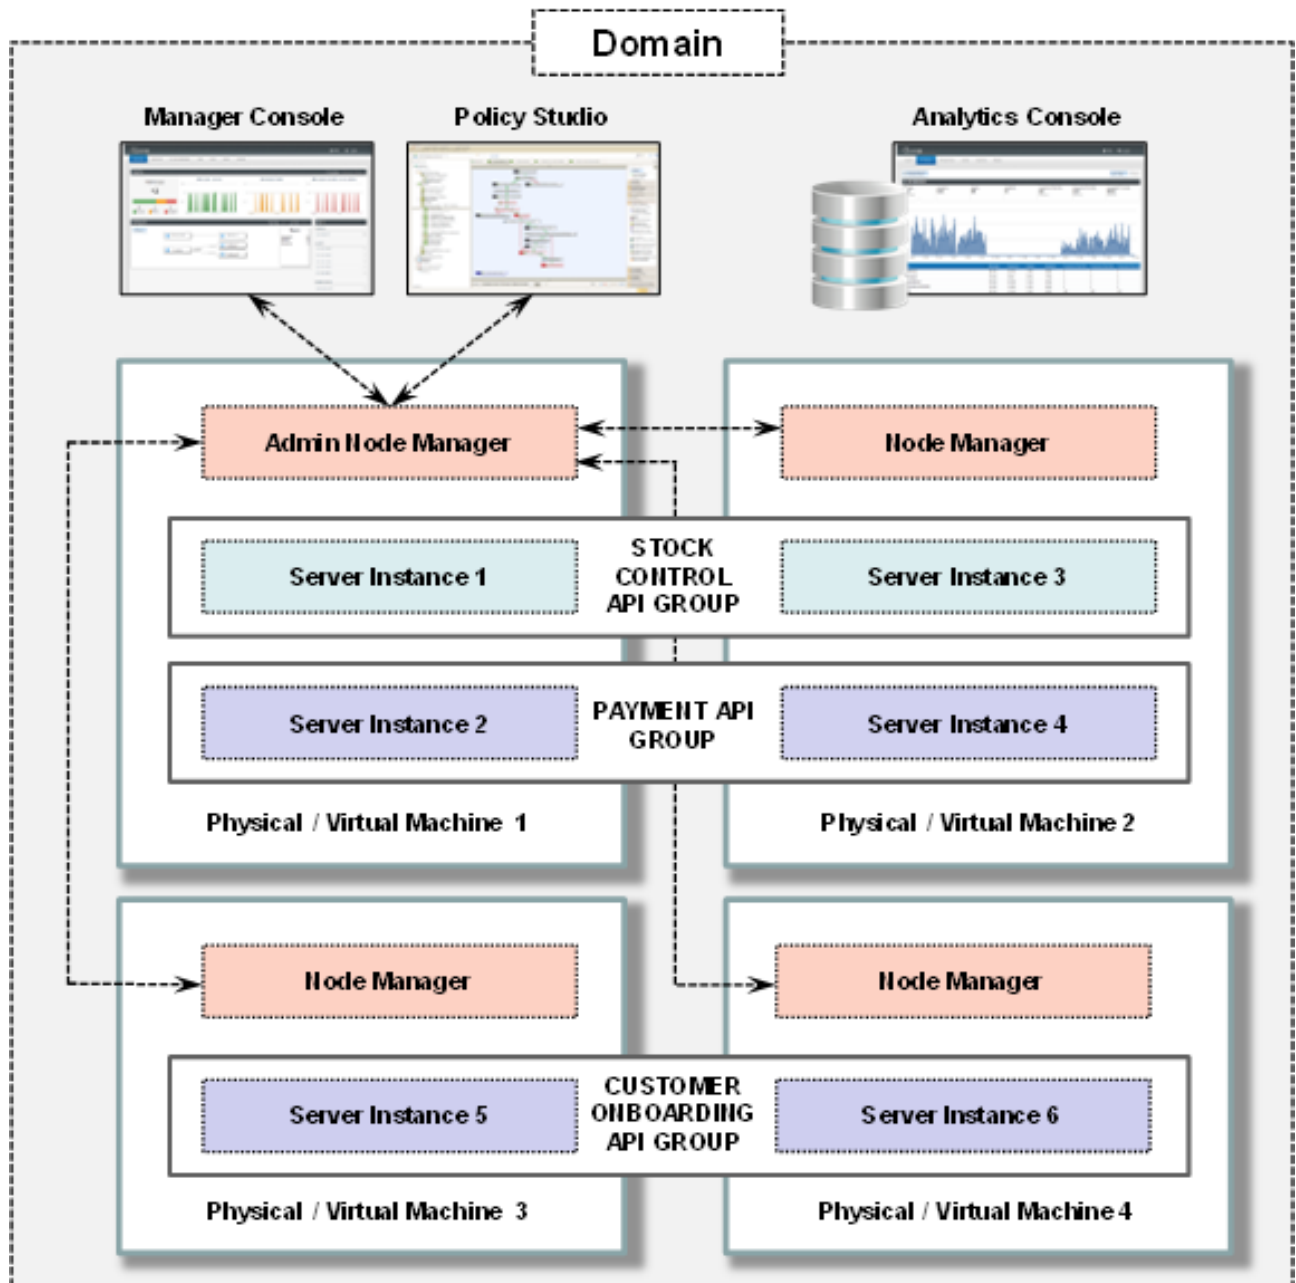 Domain
Manager Console
Policy Studio
Analytics Console
Admin Node Manager
Node Manager
Server Instance 1
STOCK
CONTROL
API GROUP
Server Instance 3
Server Instance 2
PAYMENT API
GROUP
Server Instance 4
Physical / Virtual Machine 1
Physical / Virtual Machine 2
Node Manager
Node Manager
Server Instance 5
CUSTOMER
ONBOARDING
API GROUP
Server Instance 6
Physical / Virtual Machine 3
Physical / Virtual Machine 4